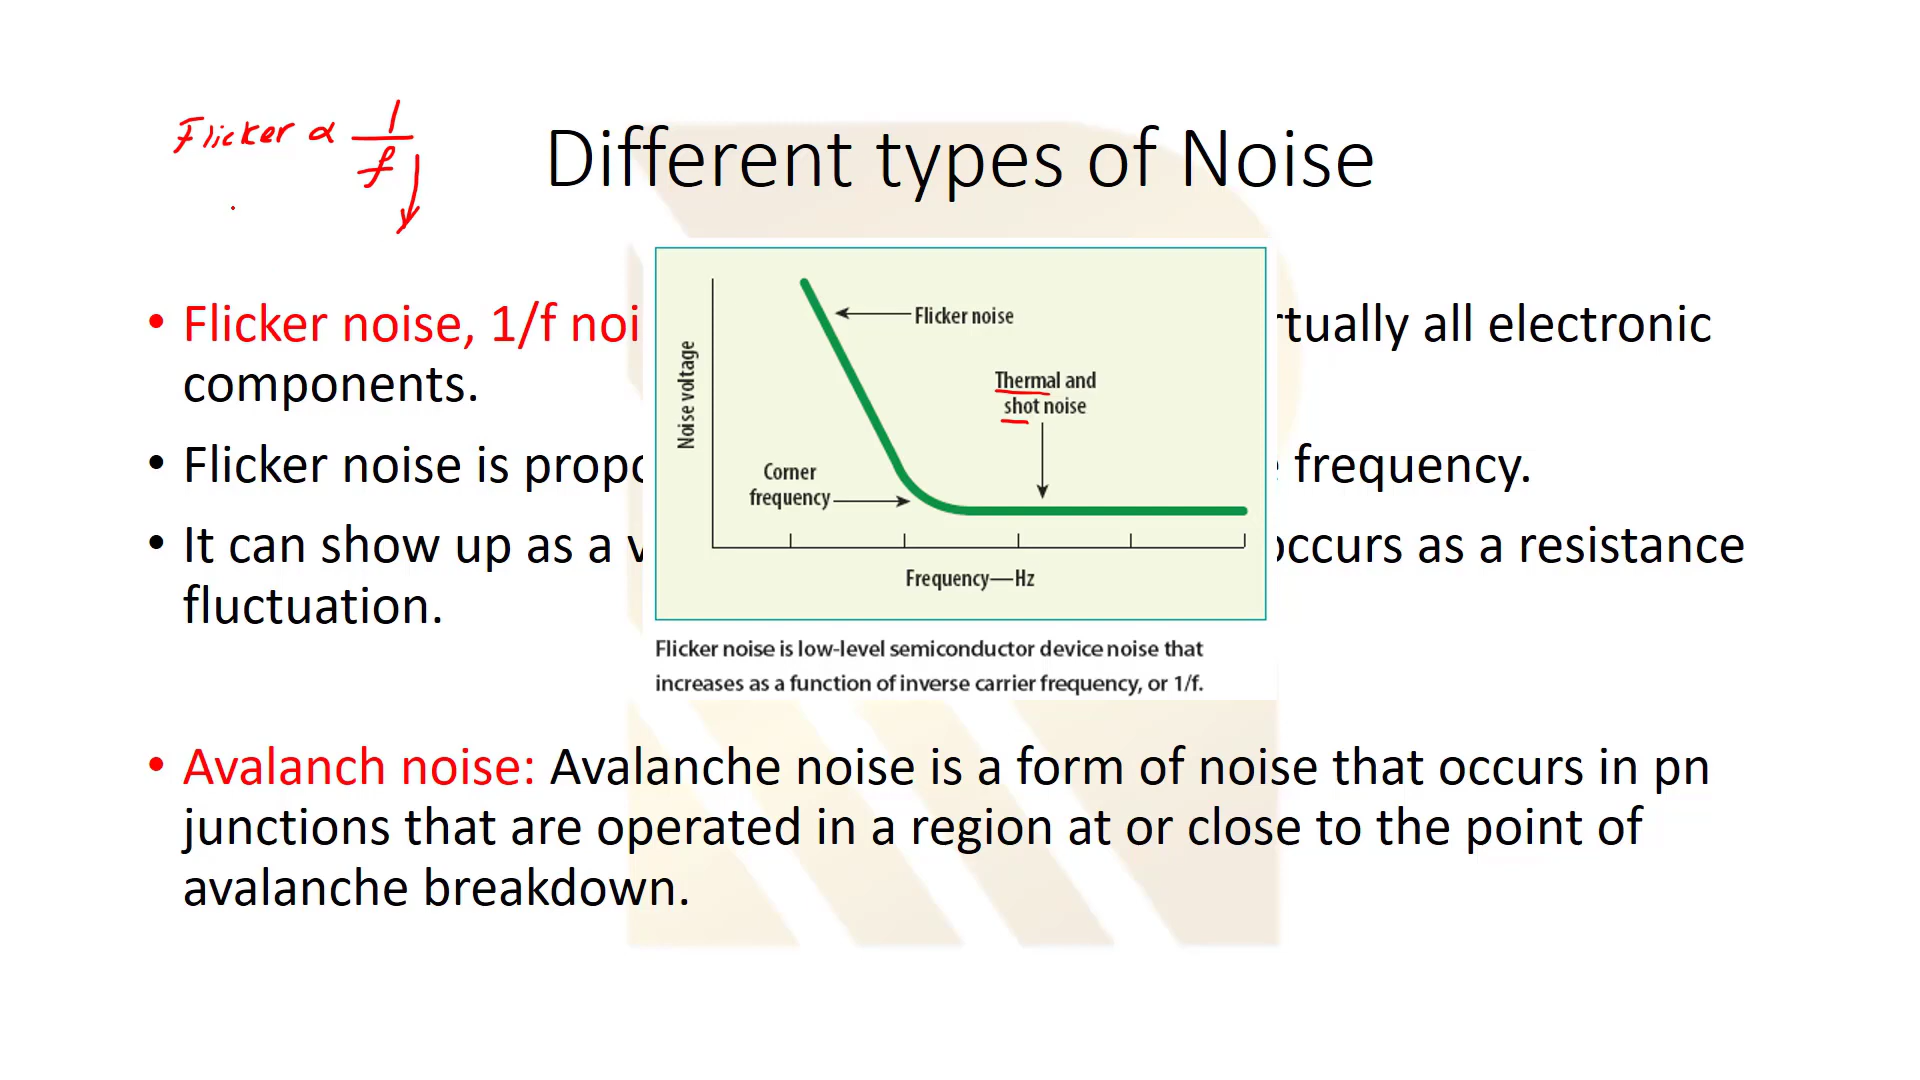 Flicker ∝ 1/f
Different types of Noise
• Flicker noise, 1/f noi rtually all electronic
components.
• Flicker noise is propo frequency.
• It can show up as a v occurs as a resistance
fluctuation.
Noise voltage
Flicker noise
Thermal and
shot noise
Corner
frequency
Frequency—Hz
Flicker noise is low-level semiconductor device noise that
increases as a function of inverse carrier frequency, or 1/f.
• Avalanch noise: Avalanche noise is a form of noise that occurs in pn
junctions that are operated in a region at or close to the point of
avalanche breakdown.